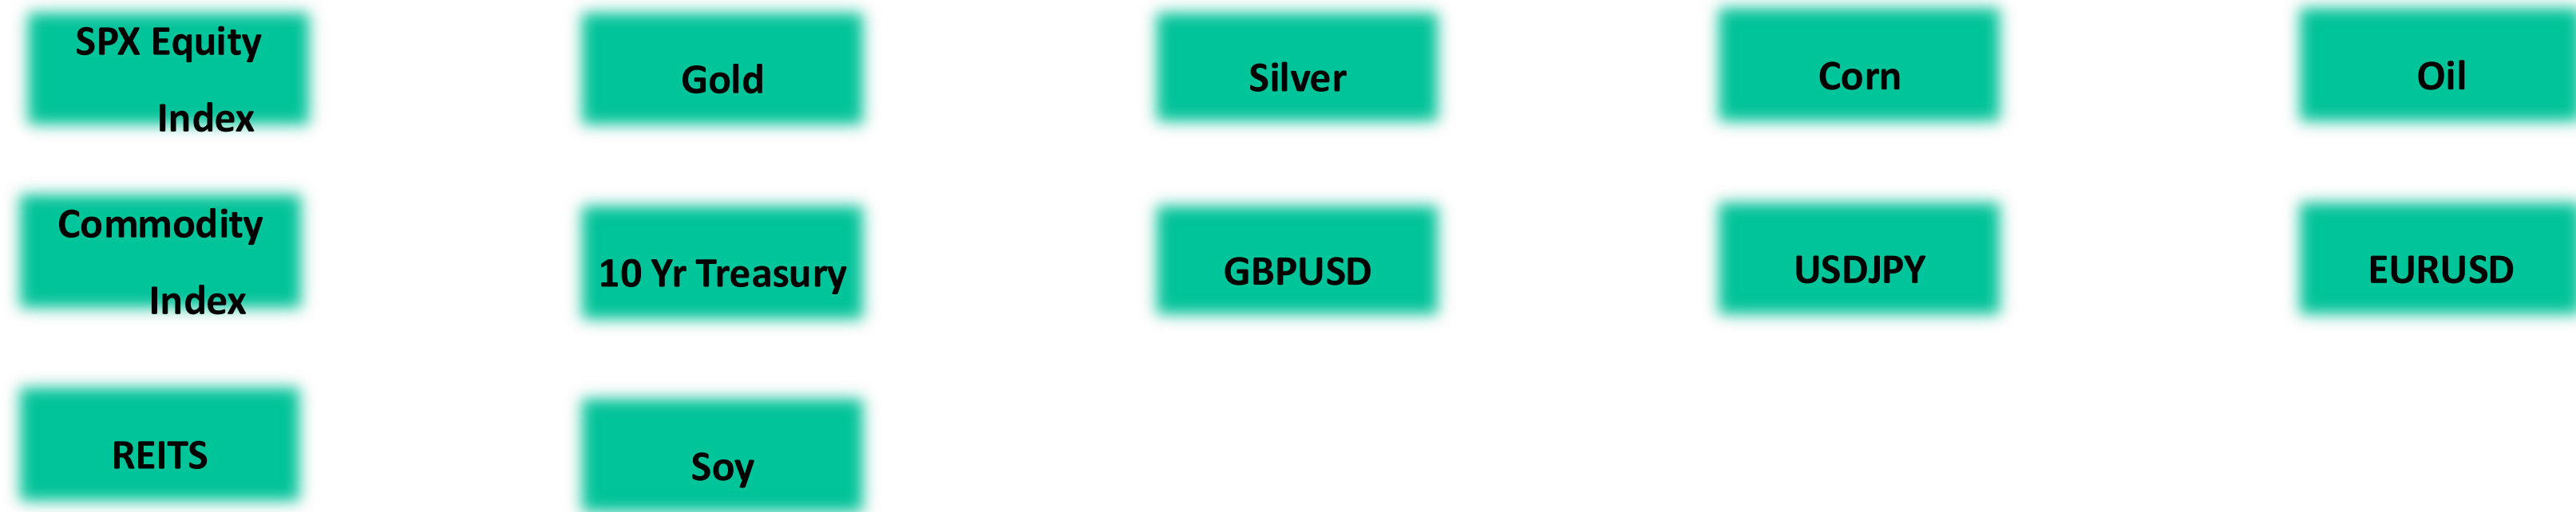 SPX Equity
Index
Gold
Silver
Corn
Oil
Commodity
Index
10 Yr Treasury
GBPUSD
USDJPY
EURUSD
REITS
Soy